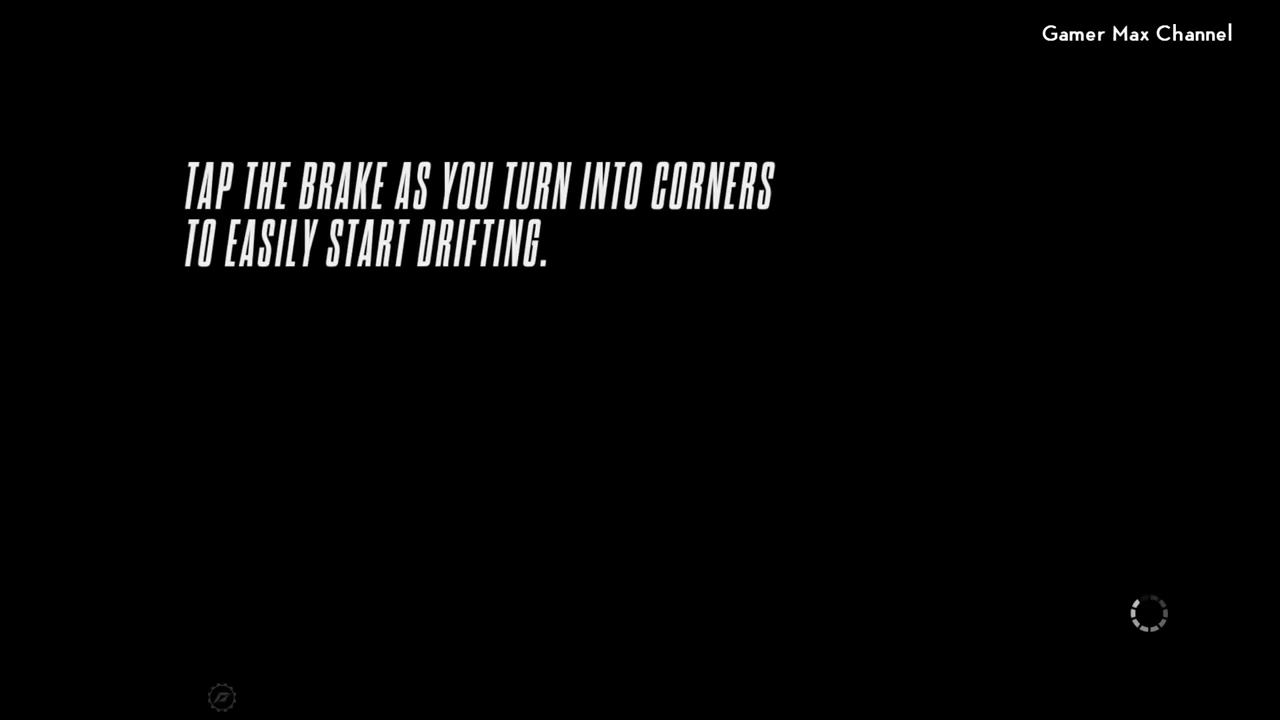 Gamer Max Channel
TAP THE BRAKE AS YOU TURN INTO CORNERS
TO EASILY START DRIFTING.